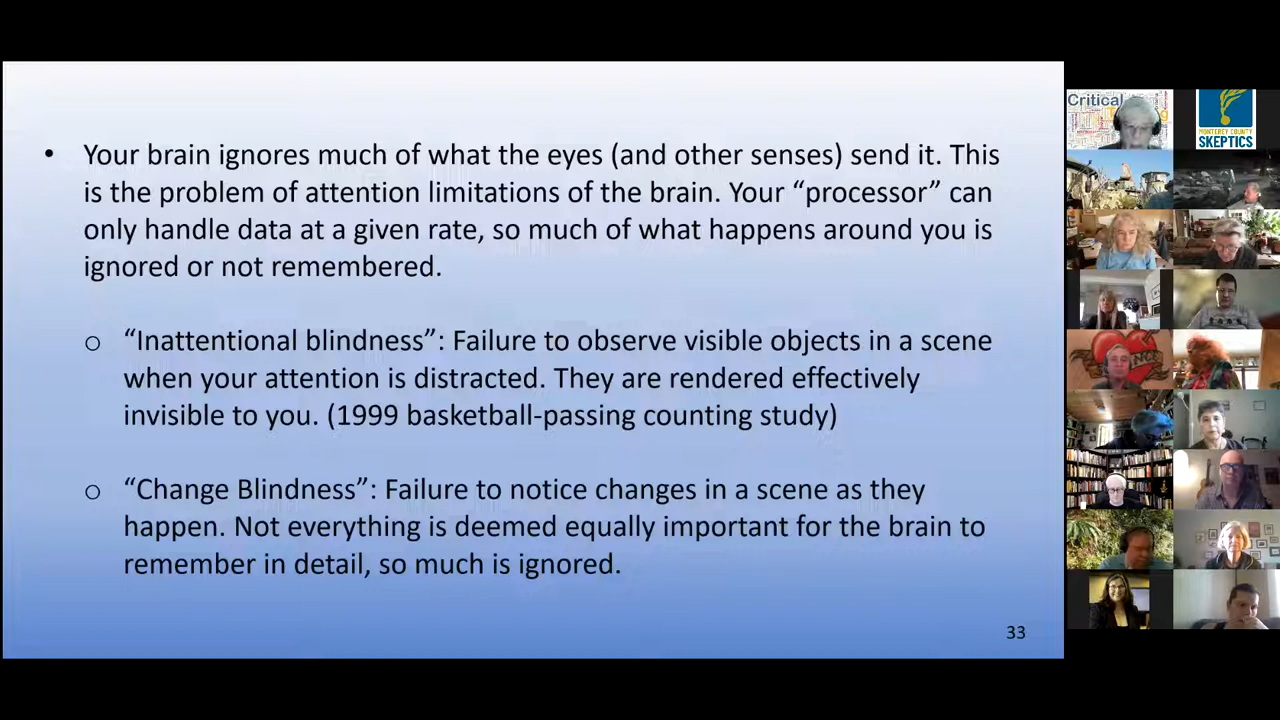 • Your brain ignores much of what the eyes (and other senses) send it. This
is the problem of attention limitations of the brain. Your “processor” can
only handle data at a given rate, so much of what happens around you is
ignored or not remembered.
o “Inattentional blindness”: Failure to observe visible objects in a scene
when your attention is distracted. They are rendered effectively
invisible to you. (1999 basketball-passing counting study)
o “Change Blindness”: Failure to notice changes in a scene as they
happen. Not everything is deemed equally important for the brain to
remember in detail, so much is ignored.
33
Critical
MONTEREY COUNTY
SKEPTICS